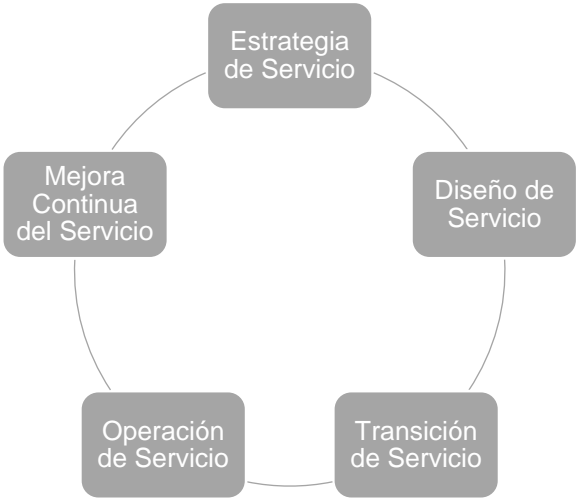 Estrategia
de Servicio
Diseño de
Servicio
Transición
de Servicio
Operación
de Servicio
Mejora
Continua
del Servicio